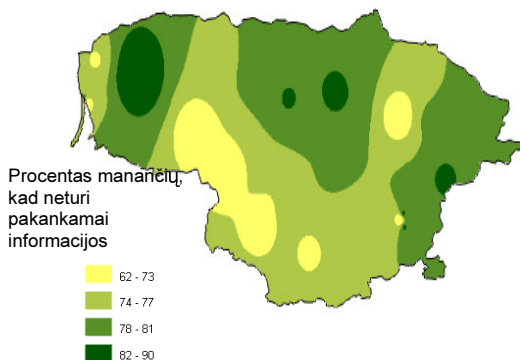 Procentas manančių,
kad neturi
pakankamai
informacijos
62 - 73
74 - 77
78 - 81
82 - 90